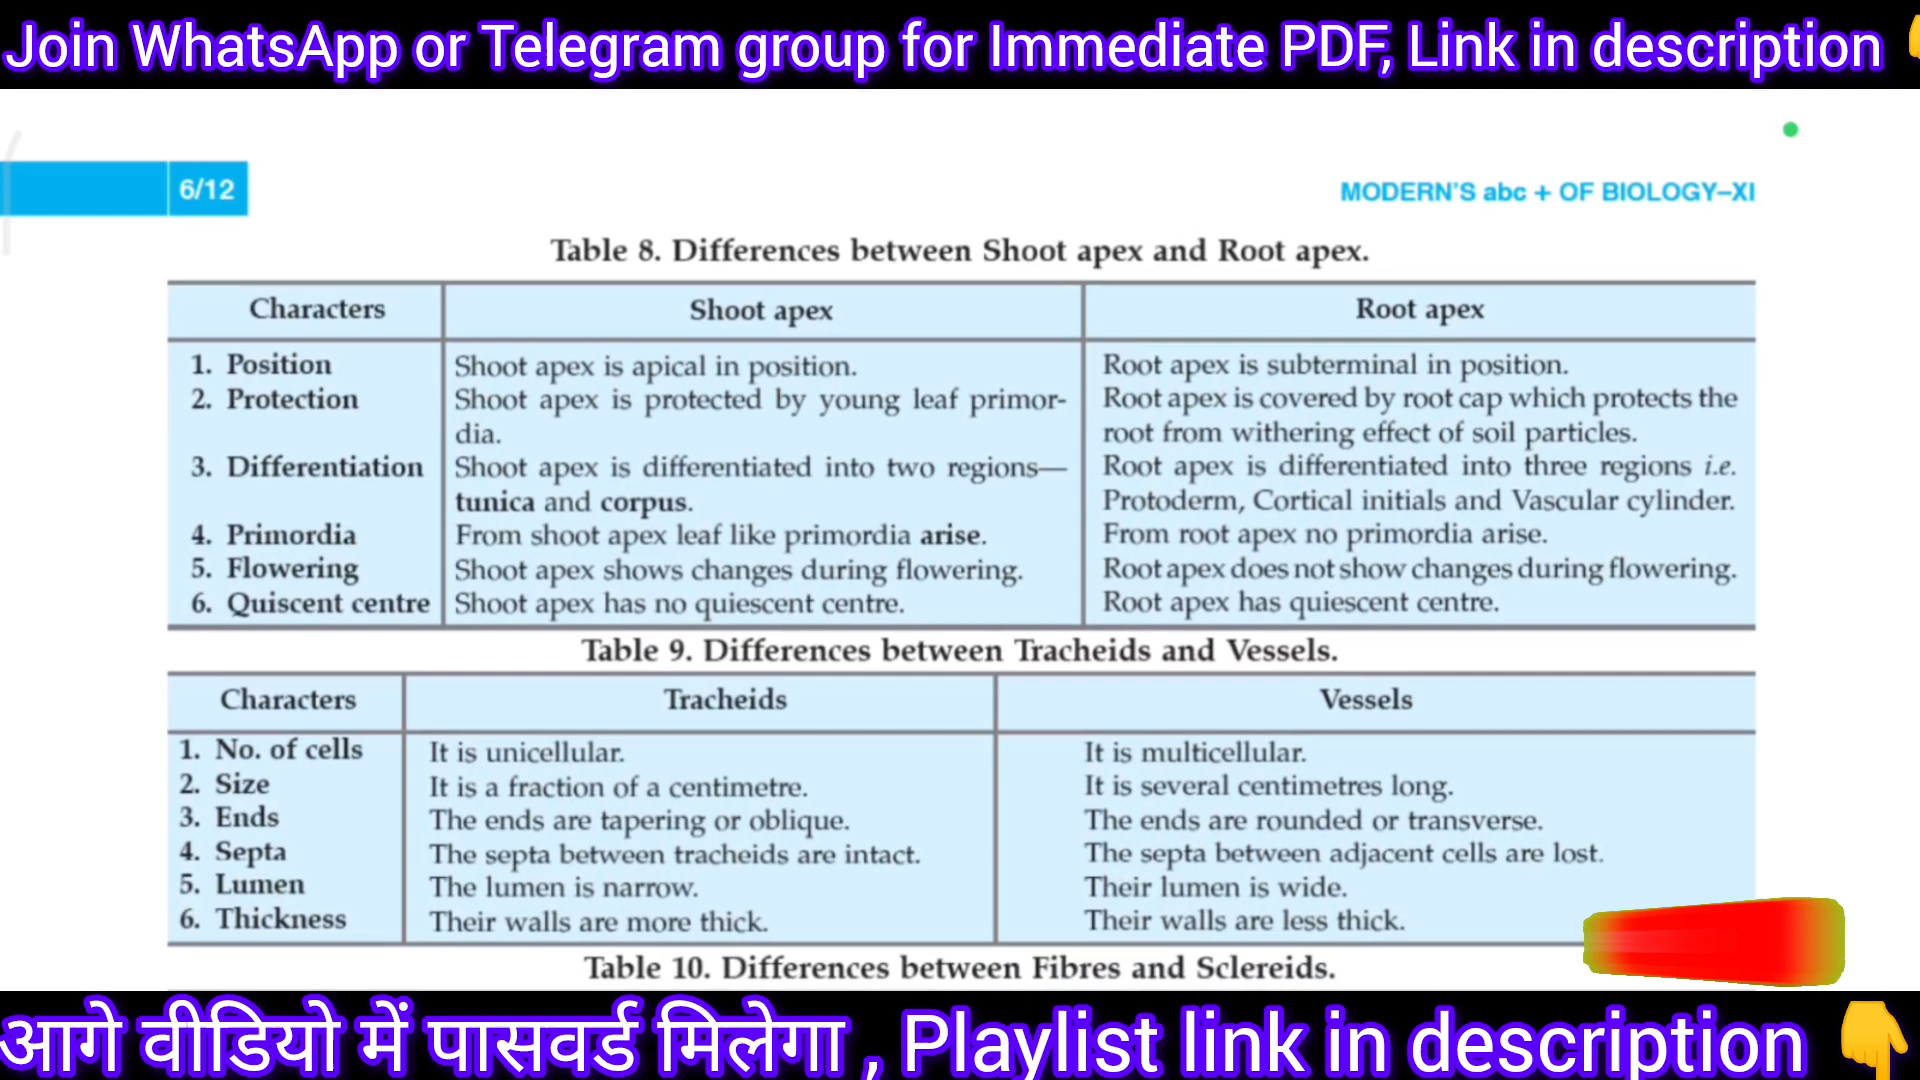 Join WhatsApp or Telegram group for Immediate PDF, Link in description 👇
6/12
MODERN'S abc + OF BIOLOGY–XI
Table 8. Differences between Shoot apex and Root apex.
Characters Shoot apex Root apex
1. Position Shoot apex is apical in position. Root apex is subterminal in position.
2. Protection Shoot apex is protected by young leaf primor- Root apex is covered by root cap which protects the
dia. root from withering effect of soil particles.
3. Differentiation Shoot apex is differentiated into two regions— Root apex is differentiated into three regions i.e.
tunica and corpus. Protoderm, Cortical initials and Vascular cylinder.
4. Primordia From shoot apex leaf like primordia arise. From root apex no primordia arise.
5. Flowering Shoot apex shows changes during flowering. Root apex does not show changes during flowering.
6. Quiscent centre Shoot apex has no quiescent centre. Root apex has quiescent centre.
Table 9. Differences between Tracheids and Vessels.
Characters Tracheids Vessels
1. No. of cells It is unicellular. It is multicellular.
2. Size It is a fraction of a centimetre. It is several centimetres long.
3. Ends The ends are tapering or oblique. The ends are rounded or transverse.
4. Septa The septa between tracheids are intact. The septa between adjacent cells are lost.
5. Lumen The lumen is narrow. Their lumen is wide.
6. Thickness Their walls are more thick. Their walls are less thick.
Table 10. Differences between Fibres and Sclereids.
आगे वीडियो में पासवर्ड मिलेगा , Playlist link in description 👇